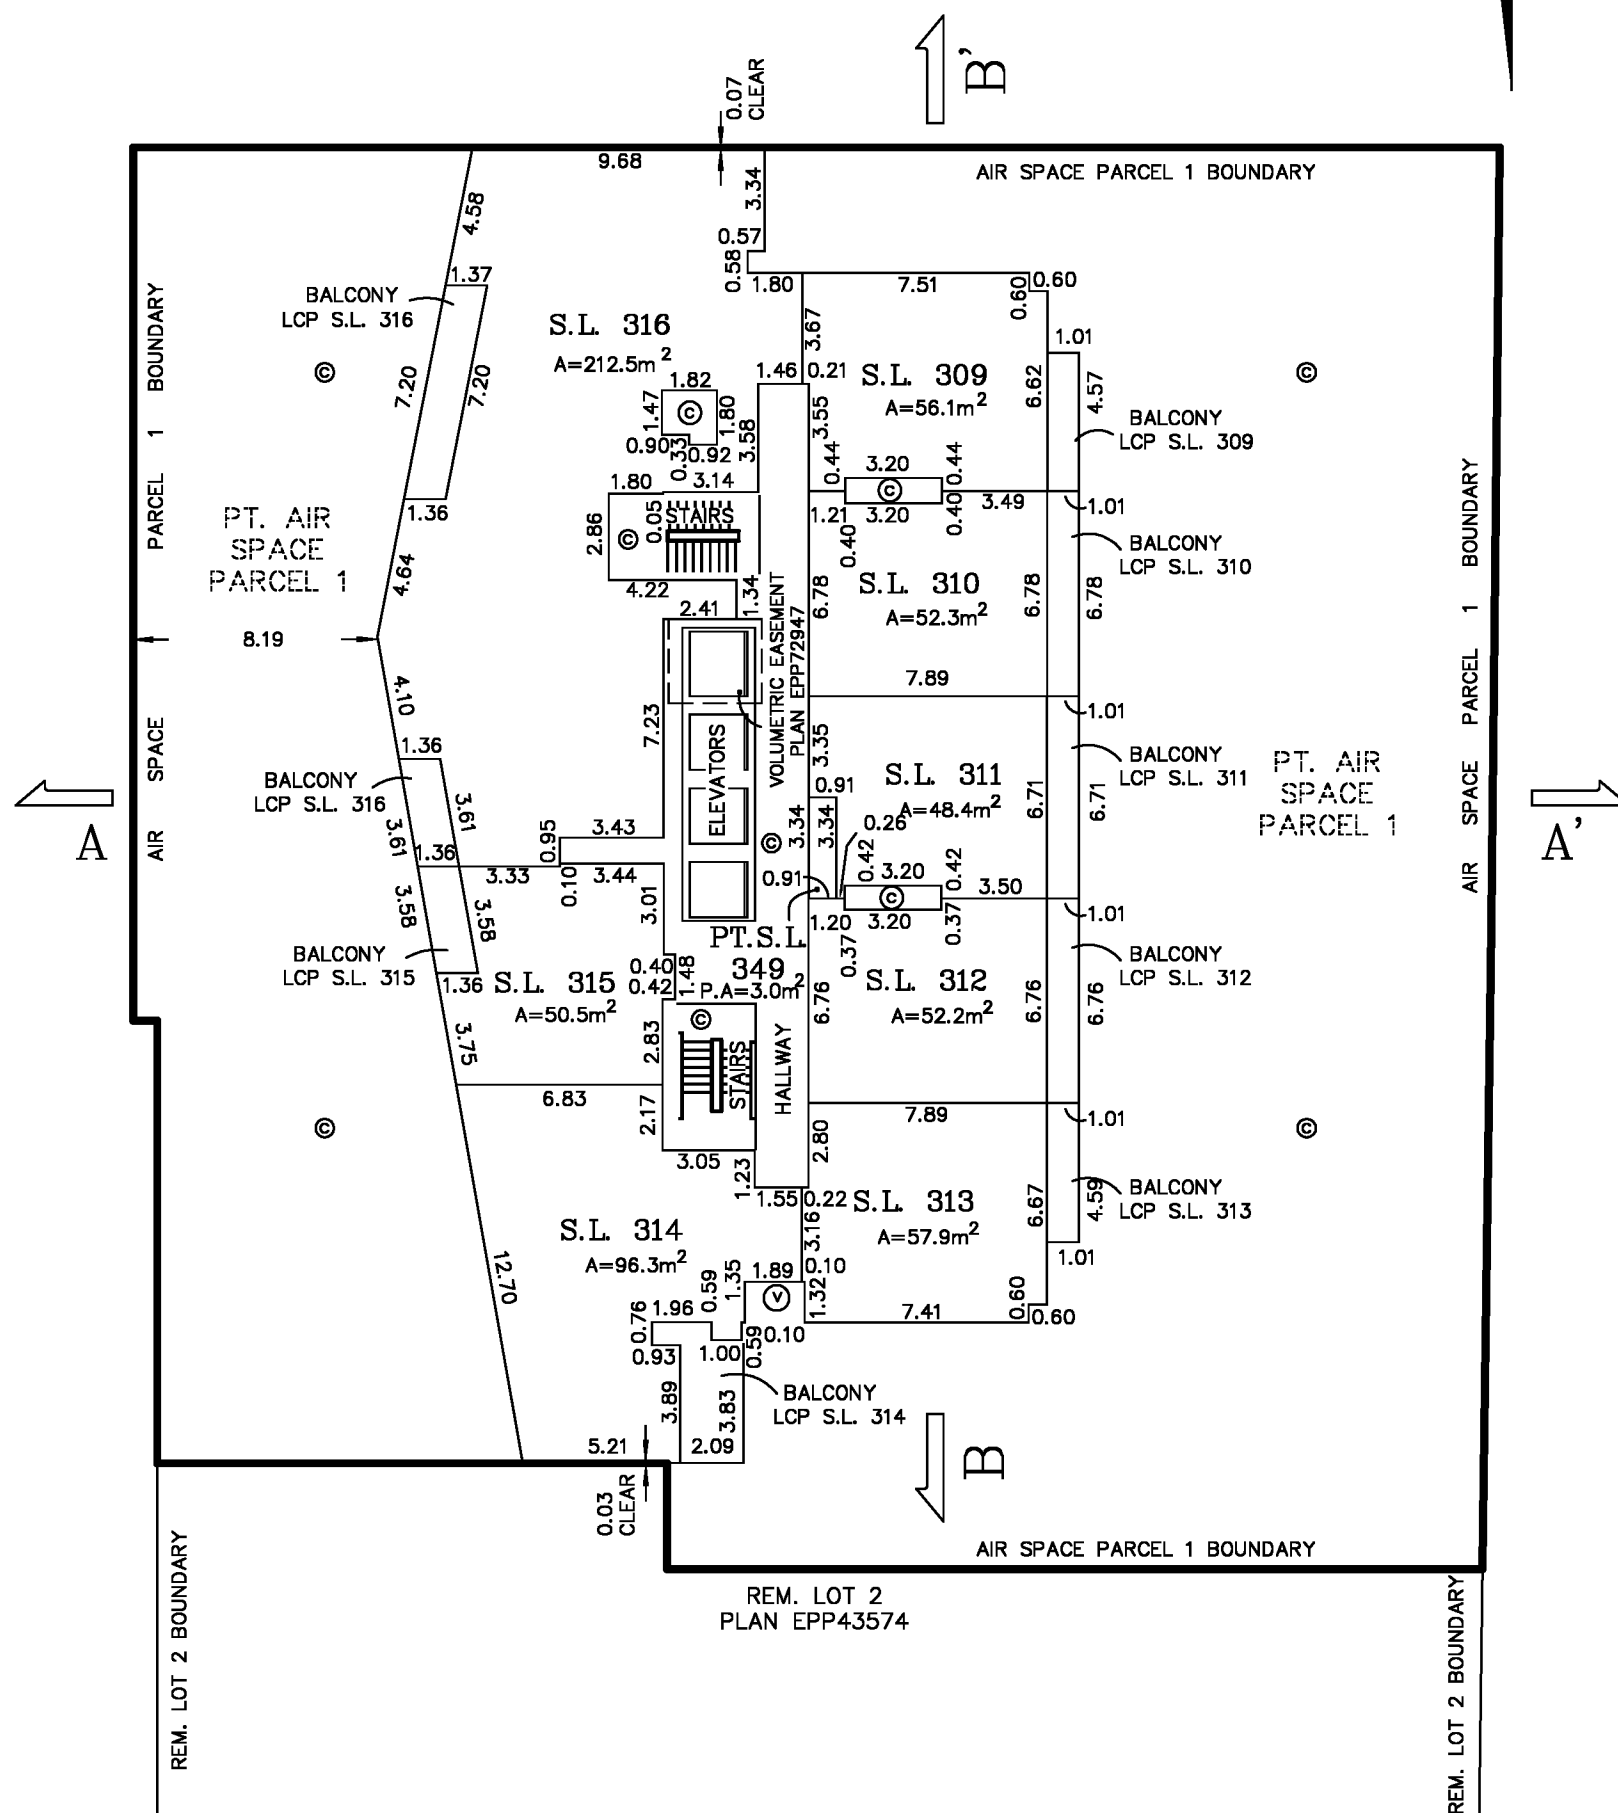 B'
0.07
CLEAR
9.68
AIR SPACE PARCEL 1 BOUNDARY
3.34
4.58
0.57
0.58
1.80
7.51
0.60
0.60
1.37
BALCONY
LCP S.L. 316
S.L. 316
A=212.5m2
3.67
1.01
1.46
0.21
S.L. 309
A=56.1m2
6.62
4.57
1.82
1.47
©
1.80
3.55
BALCONY
LCP S.L. 309
7.20
7.20
0.90
0.33
0.92
3.58
0.44
3.20
0.44
AIR SPACE PARCEL 1 BOUNDARY
©
©
1.80
3.14
©
3.49
1.36
0.05
STAIRS
1.21
3.20
0.40
1.01
PT. AIR
SPACE
PARCEL 1
2.86
©
0.40
BALCONY
LCP S.L. 310
4.64
4.22
1.34
S.L. 310
A=52.3m2
2.41
6.78
6.78
6.78
8.19
VOLUMETRIC EASEMENT
PLAN EPP72947
7.89
4.10
1.01
7.23
ELEVATORS
3.35
1.36
BALCONY
LCP S.L. 316
S.L. 311
A=48.4m2
BALCONY
LCP S.L. 311
PT. AIR
SPACE
PARCEL 1
0.91
6.71
6.71
A
A'
3.61
3.61
3.43
0.95
3.34
3.34
0.26
©
0.42
0.42
1.36
3.33
0.10
3.44
0.91
3.20
3.50
©
3.58
3.58
3.01
1.20
3.20
0.37
1.01
PT.S.L.
349
P.A=3.0m2
0.37
BALCONY
LCP S.L. 315
BALCONY
LCP S.L. 312
1.36
S.L. 315
A=50.5m2
0.40
0.42
1.48
S.L. 312
A=52.2m2
6.76
6.76
6.76
©
3.75
2.83
STAIRS
HALLWAY
6.83
7.89
1.01
©
©
2.17
2.80
3.05
1.23
1.55
0.22
S.L. 313
A=57.9m2
6.67
4.59
BALCONY
LCP S.L. 313
S.L. 314
A=96.3m2
3.16
1.01
12.70
1.35
1.89
0.10
0.59
V
1.32
0.76
1.96
7.41
0.60
0.60
0.93
1.00
0.59
0.10
3.89
3.83
BALCONY
LCP S.L. 314
5.21
2.09
B
0.03
CLEAR
AIR SPACE PARCEL 1 BOUNDARY
AIR SPACE PARCEL 1 BOUNDARY
REM. LOT 2
PLAN EPP43574
REM. LOT 2 BOUNDARY
REM. LOT 2 BOUNDARY